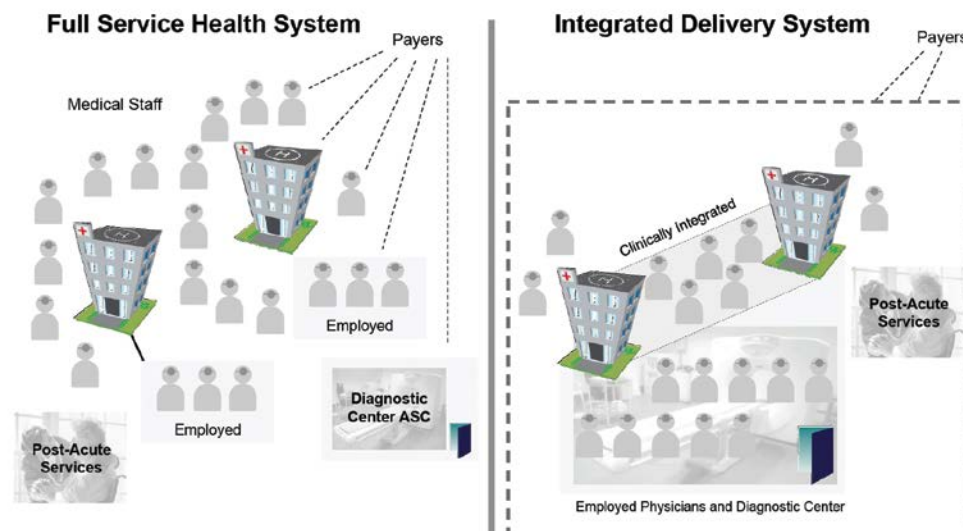 Full Service Health System
Payers
Medical Staff
H
H
Employed
Employed
Diagnostic
Center ASC
Post-Acute
Services
Integrated Delivery System
Payers
H
Clinically Integrated
H
Post-Acute
Services
Employed Physicians and Diagnostic Center